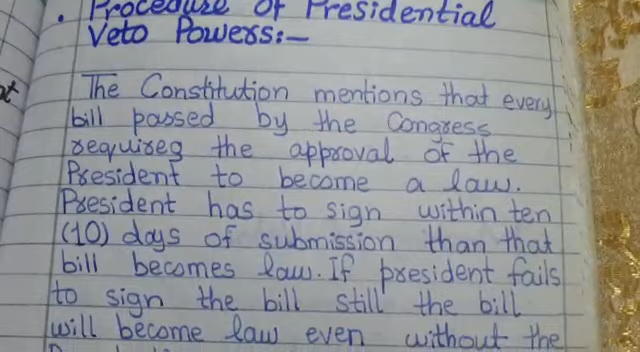 • Procedure of Presidential
Veto Powers:-
The Constitution mentions that every
bill passed by the Congress
requireg the approval of the
President to become a law.
President has to sign within ten
(10) days of submission than that
bill becomes law. If president fails
to sign the bill still the bill
will become law even without the